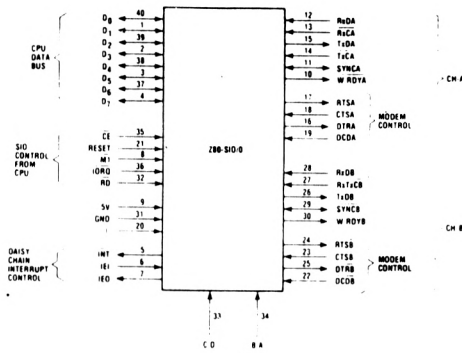 D0 40
D1 1
D2 39
D3 2
D4 38
D5 3
D6 37
D7 4
CPU
DATA
BUS
CE 35
RESET 21
M1 8
IORQ 36
RD 32
SIO
CONTROL
FROM
CPU
5V 9
GND 31
20
INT 5
IEI 6
IEO 7
DAISY
CHAIN
INTERRUPT
CONTROL
Z80-SIO/0
12 RxDA
13 RxCA
15 TxDA
14 TxCA
11 SYNCA
10 W RDYA
17 RTSA
18 CTSA
16 DTRA
19 DCDA
MODEM
CONTROL
CH-A
28 RxDB
27 RxTxCB
26 TxDB
29 SYNCB
30 W RDYB
24 RTSB
23 CTSB
25 DTRB
22 DCDB
MODEM
CONTROL
CH B
33 34
C D B A